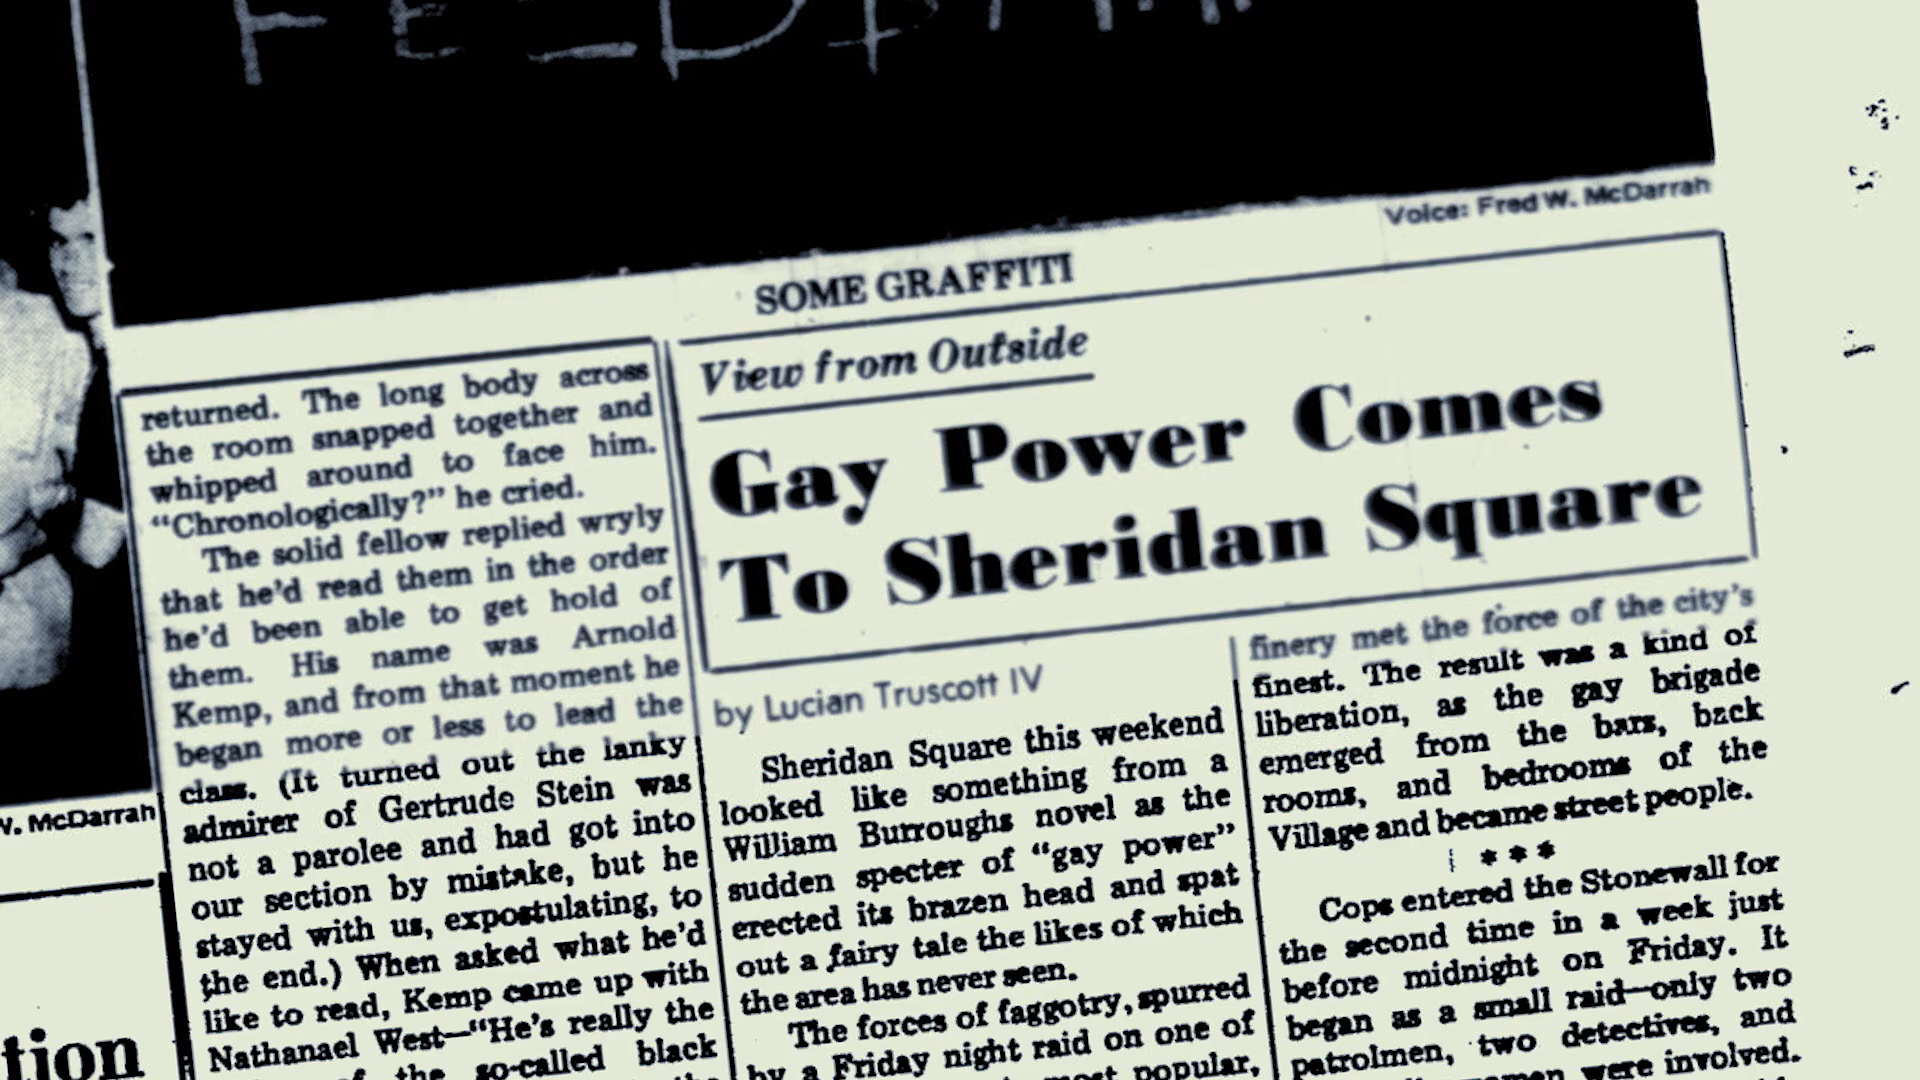 Voice: Fred W. McDarrah
SOME GRAFFITI
returned. The long body across
the room snapped together and
whipped around to face him.
"Chronologically?" he cried.
The solid fellow replied wryly
that he'd read them in the order
he'd been able to get hold of
them. His name was Arnold
Kemp, and from that moment he
began more or less to lead the
class. (It turned out the lanky
admirer of Gertrude Stein was
not a parolee and had got into
our section by mistake, but he
stayed with us, expostulating, to
the end.) When asked what he'd
like to read, Kemp came up with
Nathanael West—"He's really the
of the so-called black
View from Outside
Gay Power Comes
To Sheridan Square
by Lucian Truscott IV
Sheridan Square this weekend
looked like something from a
William Burroughs novel as the
sudden specter of "gay power"
erected its brazen head and spat
out a fairy tale the likes of which
the area has never seen.
The forces of faggotry, spurred
by a Friday night raid on one of
most popular,
finery met the force of the city's
finest. The result was a kind of
liberation, as the gay brigade
emerged from the bars, back
rooms, and bedrooms of the
Village and became street people.
* * *
Cops entered the Stonewall for
the second time in a week just
before midnight on Friday. It
began as a small raid—only two
patrolmen, two detectives, and
women were involved.
W. McDarrah
tion